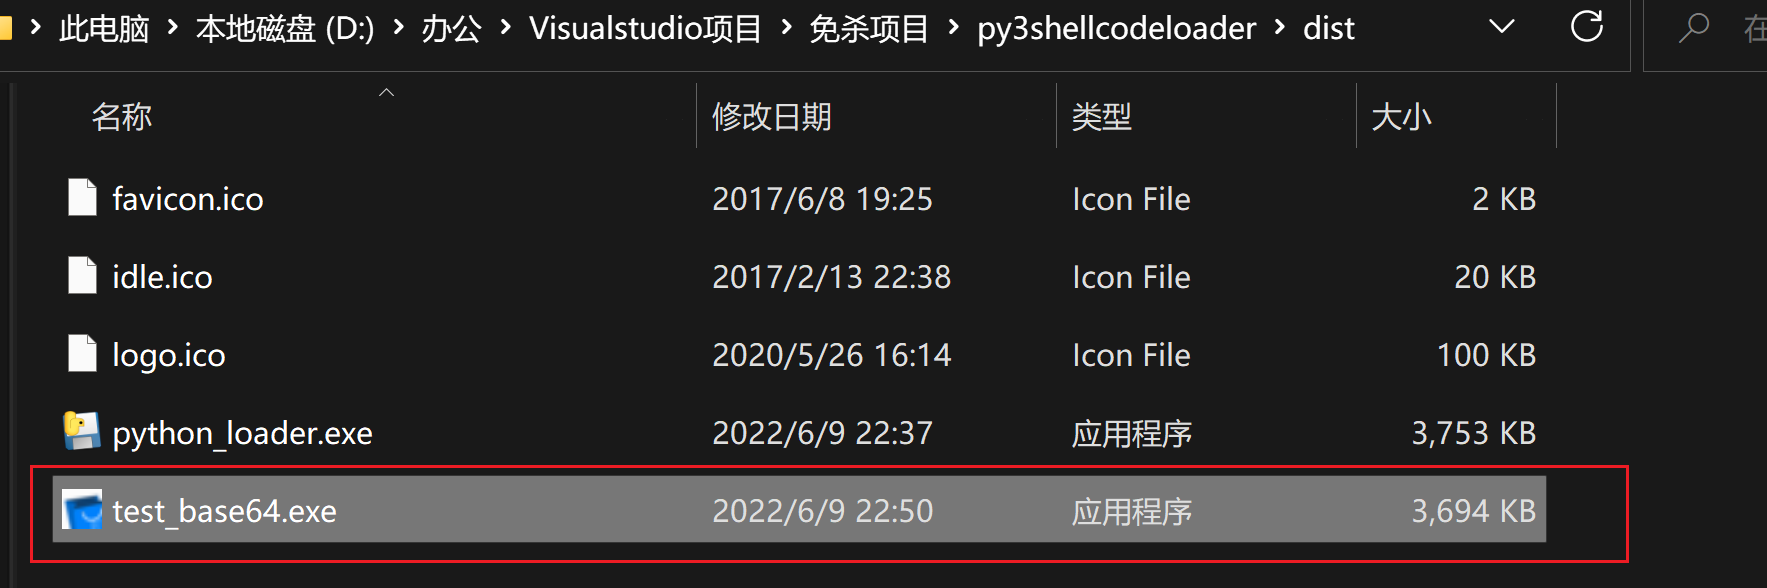 此电脑 › 本地磁盘 (D:) › 办公 › Visualstudio项目 › 免杀项目 › py3shellcodeloader › dist 在
名称 修改日期 类型 大小
favicon.ico 2017/6/8 19:25 Icon File 2 KB
idle.ico 2017/2/13 22:38 Icon File 20 KB
logo.ico 2020/5/26 16:14 Icon File 100 KB
python_loader.exe 2022/6/9 22:37 应用程序 3,753 KB
test_base64.exe 2022/6/9 22:50 应用程序 3,694 KB